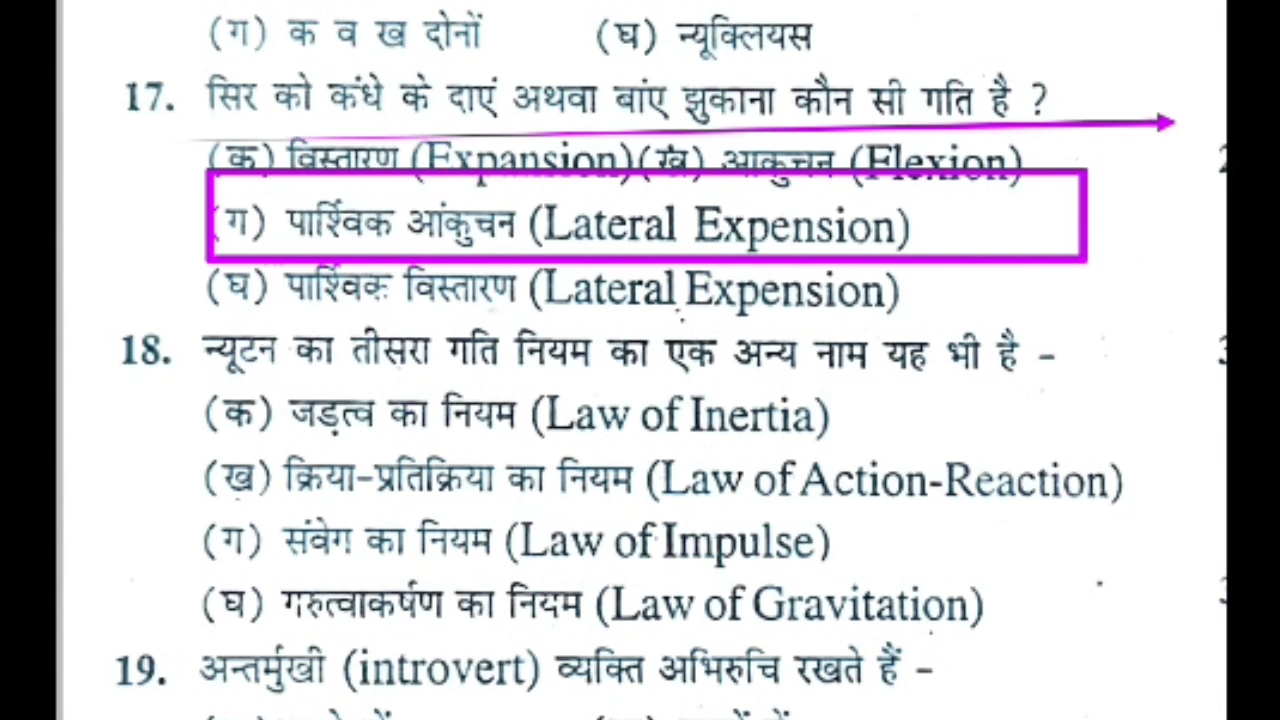 (ग) क व ख दोनों (घ) न्यूक्लियस
17. सिर को कंधे के दाएं अथवा बांए झुकाना कौन सी गति है ?
(क) विस्तारण (Expansion) (ख) आकुचन (Flexion)
(ग) पार्श्विक आंकुचन (Lateral Expension)
(घ) पार्श्विक विस्तारण (Lateral Expension)
18. न्यूटन का तीसरा गति नियम का एक अन्य नाम यह भी है -
(क) जड़त्व का नियम (Law of Inertia)
(ख) क्रिया-प्रतिक्रिया का नियम (Law of Action-Reaction)
(ग) संवेग का नियम (Law of Impulse)
(घ) गरुत्वाकर्षण का नियम (Law of Gravitation)
19. अन्तर्मुखी (introvert) व्यक्ति अभिरुचि रखते हैं -